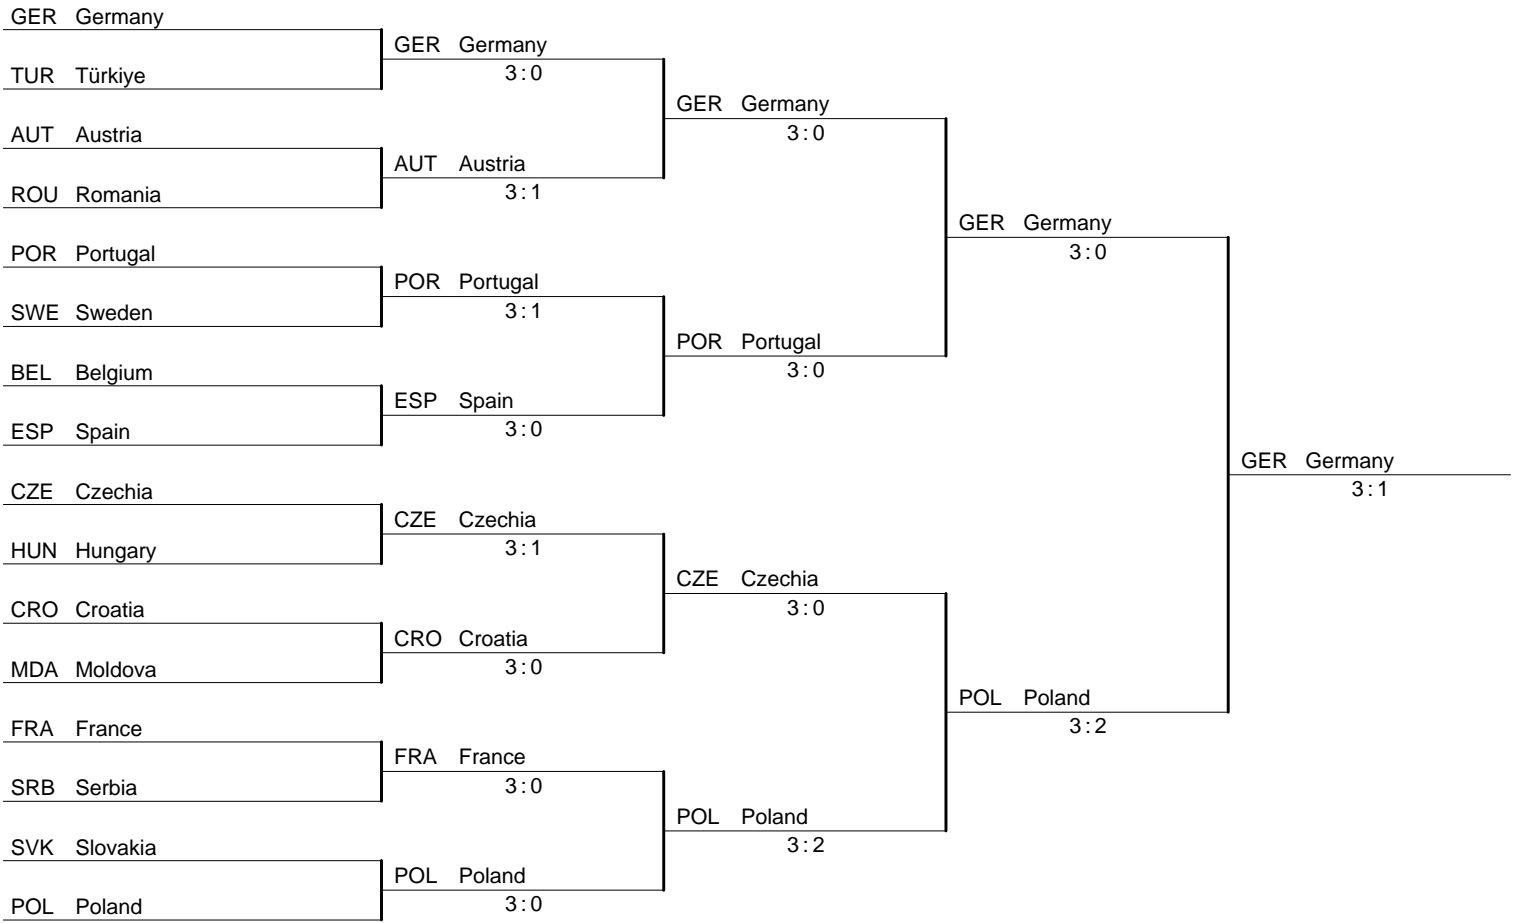 GER Germany
TUR Türkiye
AUT Austria
ROU Romania
POR Portugal
SWE Sweden
BEL Belgium
ESP Spain
CZE Czechia
HUN Hungary
CRO Croatia
MDA Moldova
FRA France
SRB Serbia
SVK Slovakia
POL Poland
GER Germany
3:0
AUT Austria
3:1
POR Portugal
3:1
ESP Spain
3:0
CZE Czechia
3:1
CRO Croatia
3:0
FRA France
3:0
POL Poland
3:0
GER Germany
3:0
POR Portugal
3:0
CZE Czechia
3:0
POL Poland
3:2
GER Germany
3:0
POL Poland
3:2
GER Germany
3:1